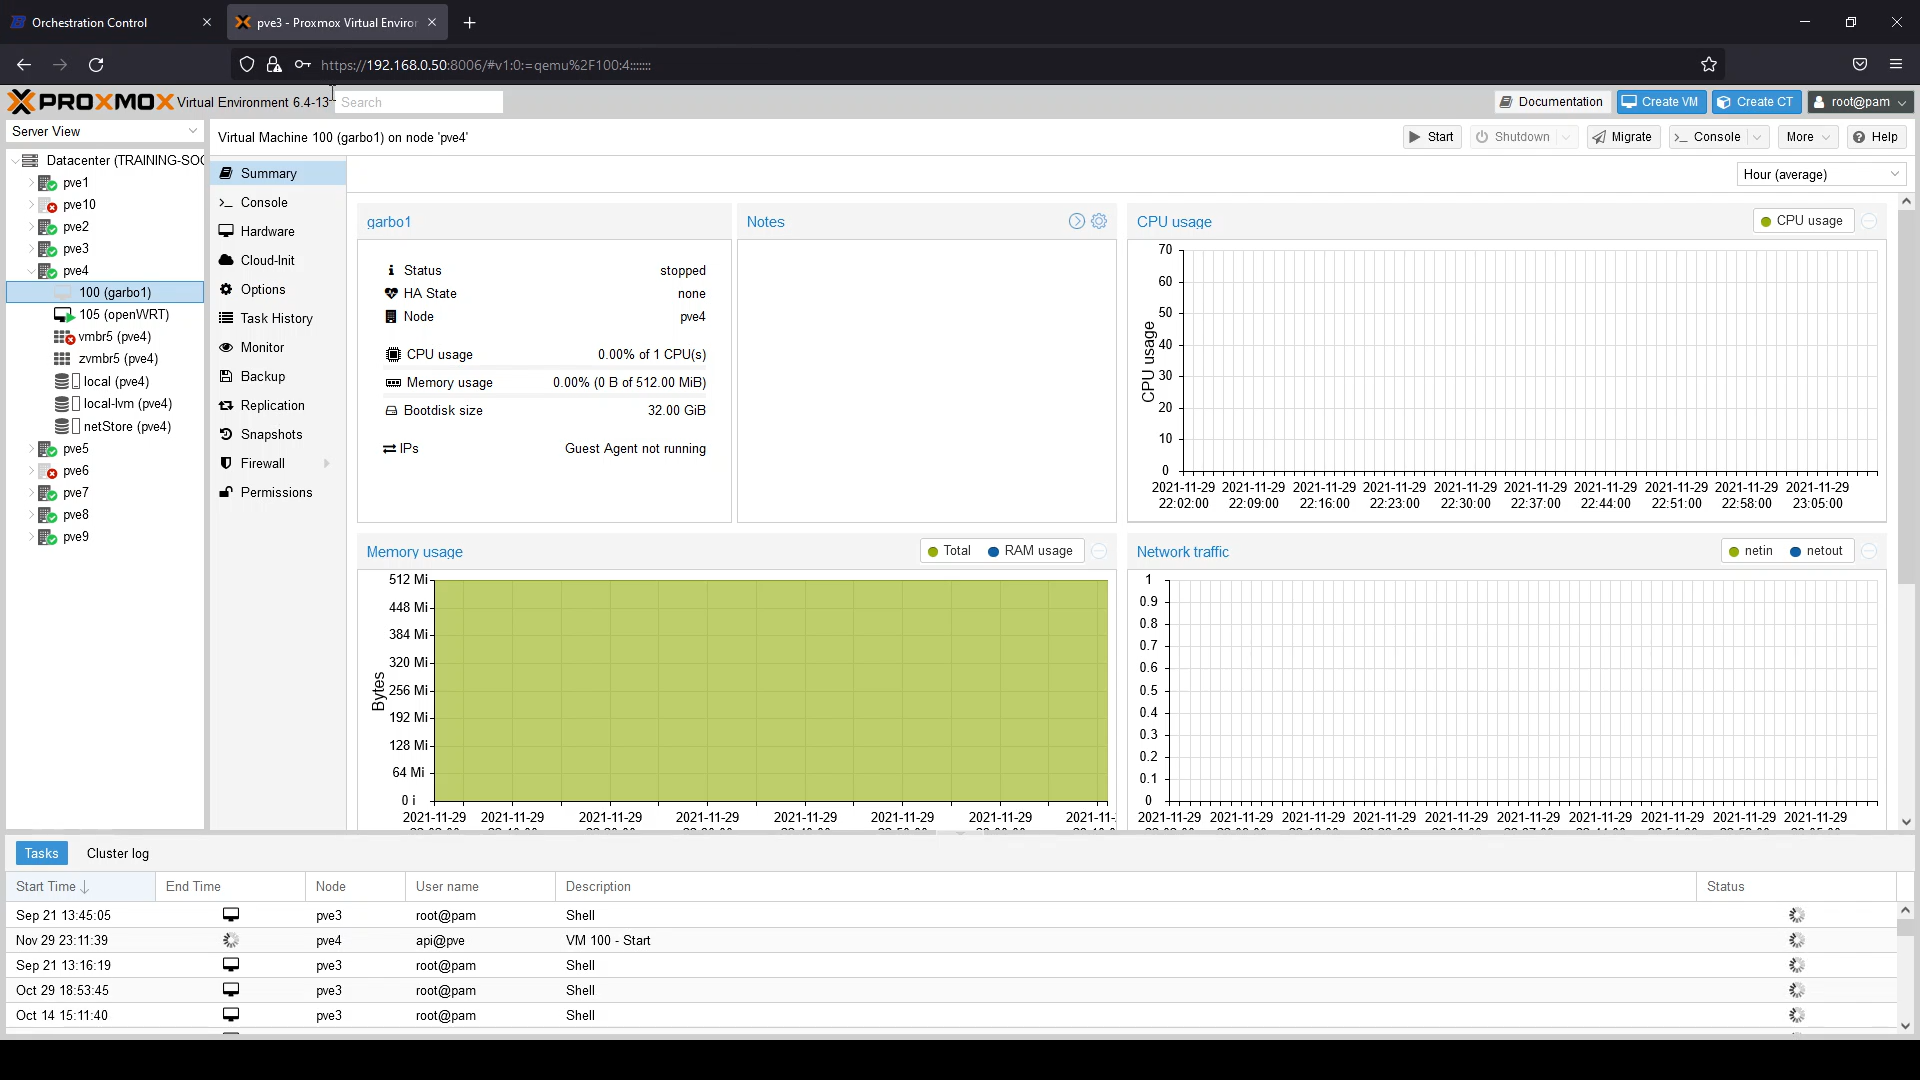 Orchestration Control
pve3 - Proxmox Virtual Enviro
https://192.168.0.50:8006/#v1:0:=qemu%2F100:4:::::::
PROXMOX Virtual Environment 6.4-13
Search
Documentation
Create VM
Create CT
root@pam
Server View
Virtual Machine 100 (garbo1) on node 'pve4'
Start
Shutdown
Migrate
Console
More
Help
Datacenter (TRAINING-SOC
pve1
pve10
pve2
pve3
pve4
100 (garbo1)
105 (openWRT)
vmbr5 (pve4)
zvmbr5 (pve4)
local (pve4)
local-lvm (pve4)
netStore (pve4)
pve5
pve6
pve7
pve8
pve9
Summary
Console
Hardware
Cloud-Init
Options
Task History
Monitor
Backup
Replication
Snapshots
Firewall
Permissions
Hour (average)
garbo1
Status stopped
HA State none
Node pve4
CPU usage 0.00% of 1 CPU(s)
Memory usage 0.00% (0 B of 512.00 MiB)
Bootdisk size 32.00 GiB
IPs Guest Agent not running
Notes
CPU usage
CPU usage
CPU usage
70
60
50
40
30
20
10
0
2021-11-29 2021-11-29 2021-11-29 2021-11-29 2021-11-29 2021-11-29 2021-11-29 2021-11-29 2021-11-29 2021-11-29
22:02:00 22:09:00 22:16:00 22:23:00 22:30:00 22:37:00 22:44:00 22:51:00 22:58:00 23:05:00
Memory usage
Total RAM usage
Bytes
512 Mi
448 Mi
384 Mi
320 Mi
256 Mi
192 Mi
128 Mi
64 Mi
0 i
2021-11-29 2021-11-29 2021-11-29 2021-11-29 2021-11-29 2021-11-29 2021-11-29 2021-11-
Network traffic
netin netout
1
0.9
0.8
0.7
0.6
0.5
0.4
0.3
0.2
0.1
0
2021-11-29 2021-11-29 2021-11-29 2021-11-29 2021-11-29 2021-11-29 2021-11-29 2021-11-29 2021-11-29 2021-11-29
Tasks
Cluster log
Start Time End Time Node User name Description Status
Sep 21 13:45:05 pve3 root@pam Shell
Nov 29 23:11:39 pve4 api@pve VM 100 - Start
Sep 21 13:16:19 pve3 root@pam Shell
Oct 29 18:53:45 pve3 root@pam Shell
Oct 14 15:11:40 pve3 root@pam Shell